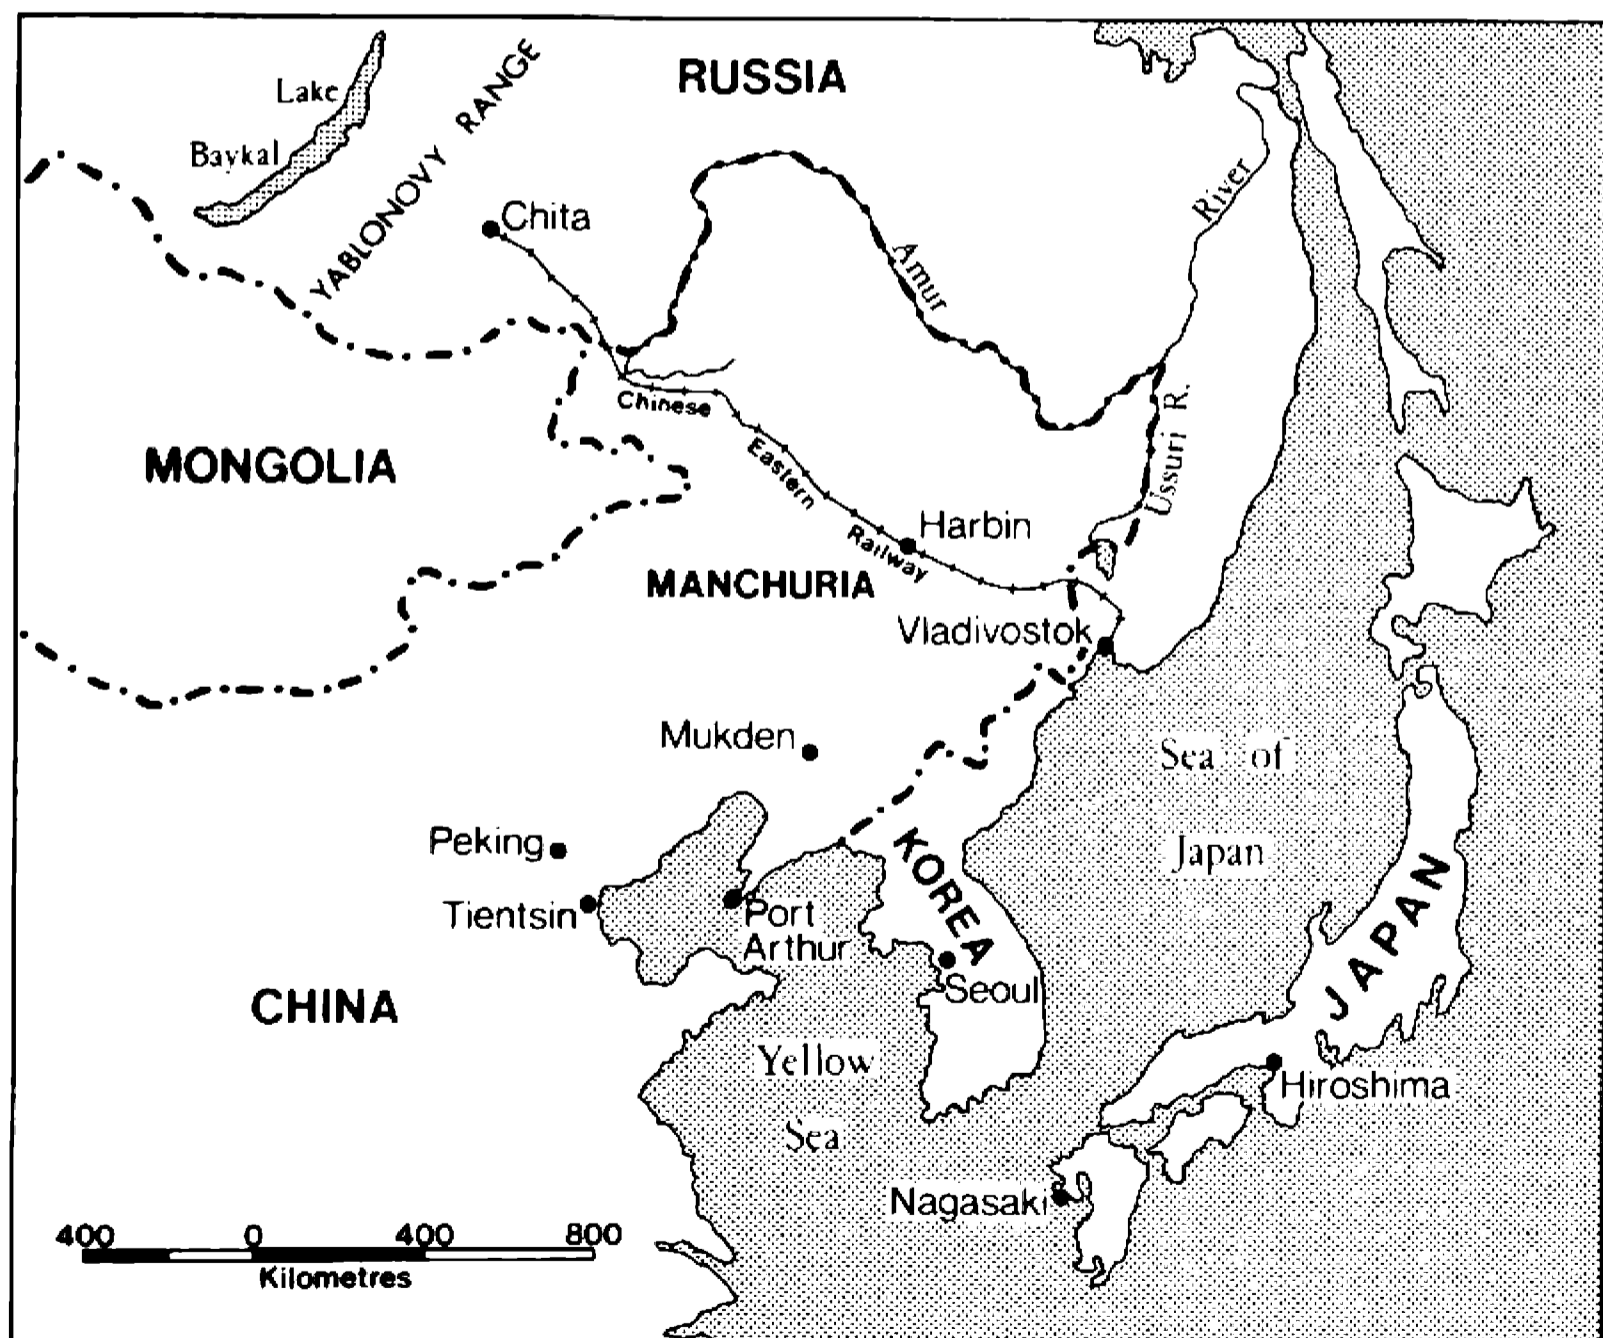 RUSSIA
Lake
Baykal
YABLONOVY RANGE
Chita
River
Amur
Ussuri R.
Chinese
Eastern
Railway
MONGOLIA
Harbin
MANCHURIA
Vladivostok
Mukden
Sea of
Japan
Peking
Tientsin
Port
Arthur
KOREA
Seoul
JAPAN
CHINA
Yellow
Sea
Hiroshima
Nagasaki
400 0 400 800
Kilometres